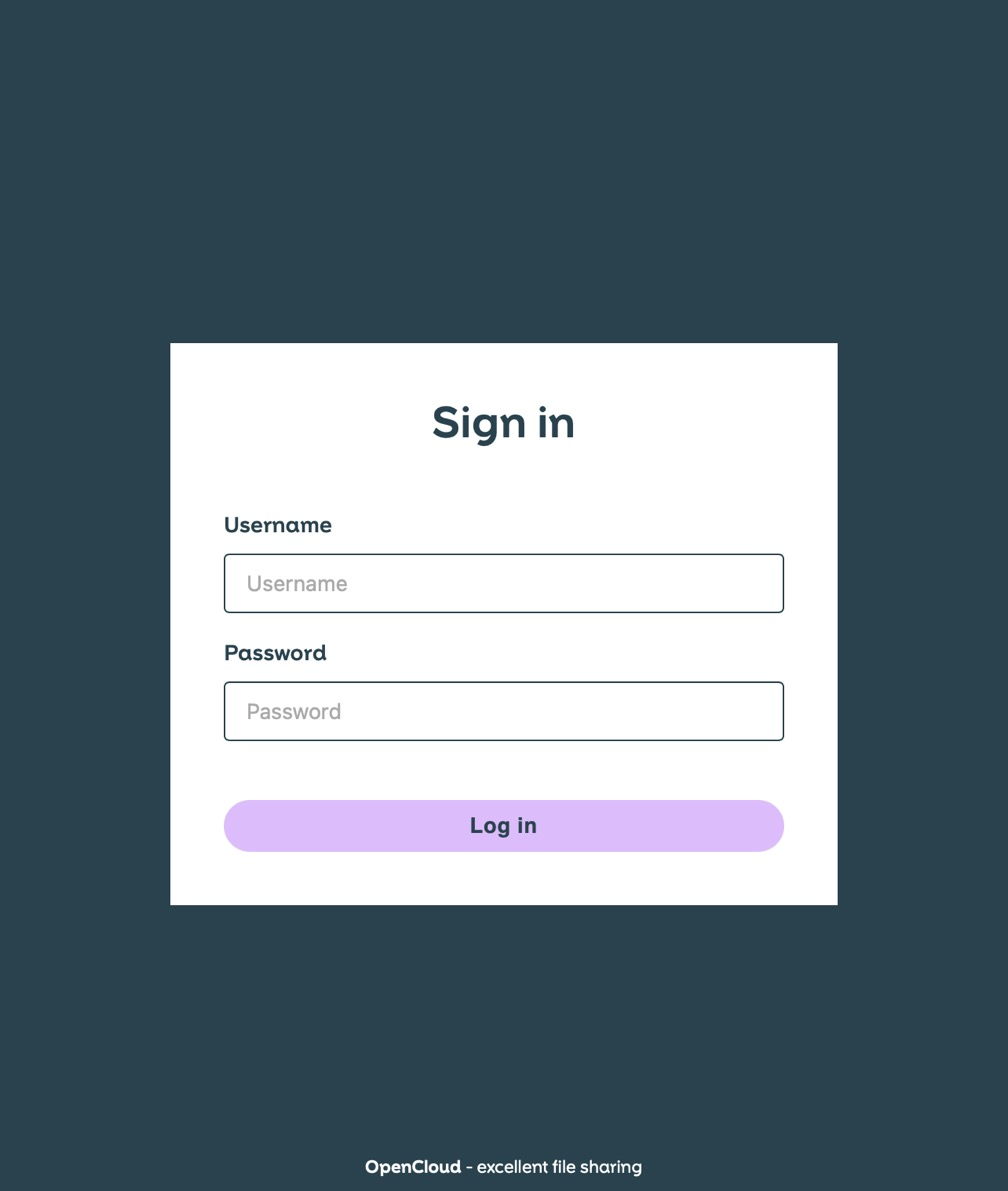 Sign in
Username
Username
Password
Password
Log in
OpenCloud - excellent file sharing